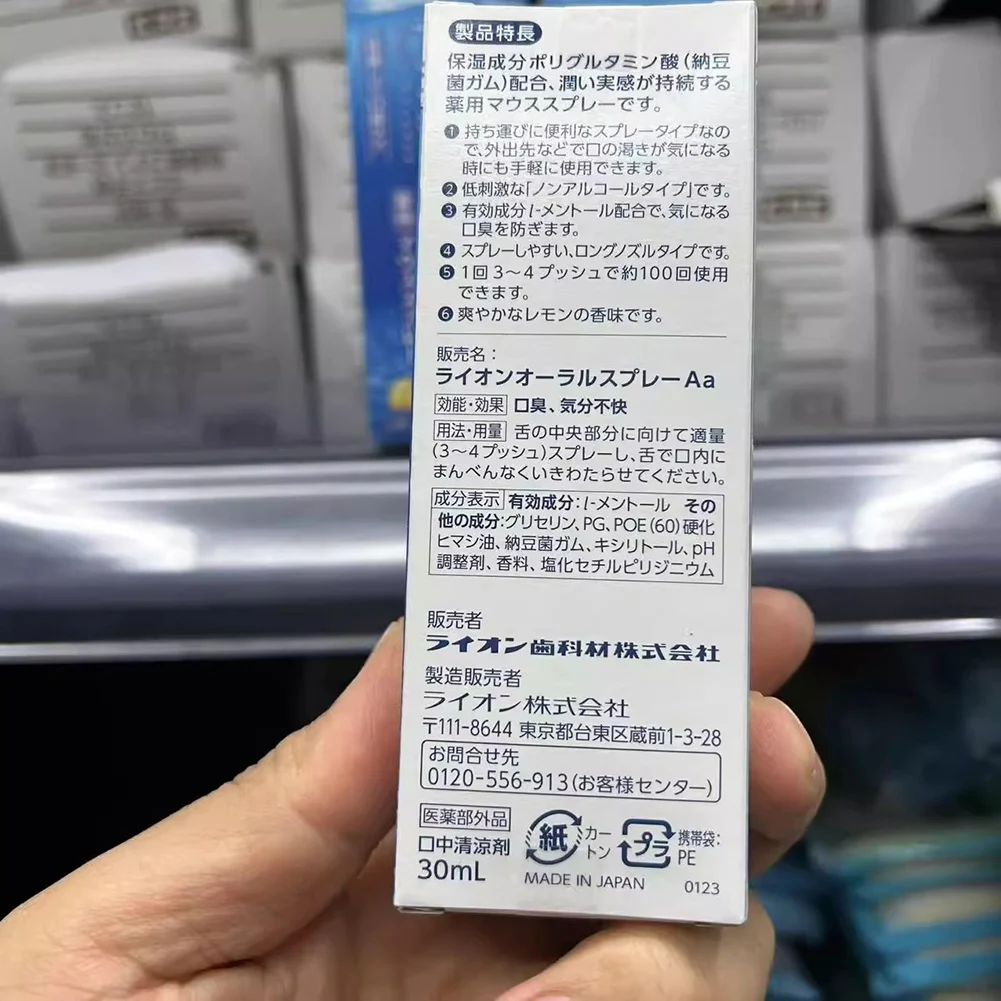 製品特長
保湿成分ポリグルタミン酸(納豆
菌ガム)配合、潤い実感が持続する
薬用マウススプレーです。
❶ 持ち運びに便利なスプレータイプなの
で、外出先などで口の渇きが気になる
時にも手軽に使用できます。
❷ 低刺激な「ノンアルコールタイプ」です。
❸ 有効成分l-メントール配合で、気になる
口臭を防ぎます。
❹ スプレーしやすい、ロングノズルタイプです。
❺ 1回3〜4プッシュで約100回使用
できます。
❻ 爽やかなレモンの香味です。
販売名:
ライオンオーラルスプレーAa
効能・効果 口臭、気分不快
用法・用量 舌の中央部分に向けて適量
(3〜4プッシュ)スプレーし、舌で口内に
まんべんなくいきわたらせてください。
成分表示 有効成分:l-メントール その
他の成分:グリセリン、PG、POE(60)硬化
ヒマシ油、納豆菌ガム、キシリトール、pH
調整剤、香料、塩化セチルピリジニウム
販売者
ライオン歯科材株式会社
製造販売者
ライオン株式会社
〒111-8644 東京都台東区蔵前1-3-28
お問合せ先
0120-556-913(お客様センター)
医薬部外品
口中清涼剤
30mL
紙 カー
トン
プラ 携帯袋:
PE
MADE IN JAPAN 0123